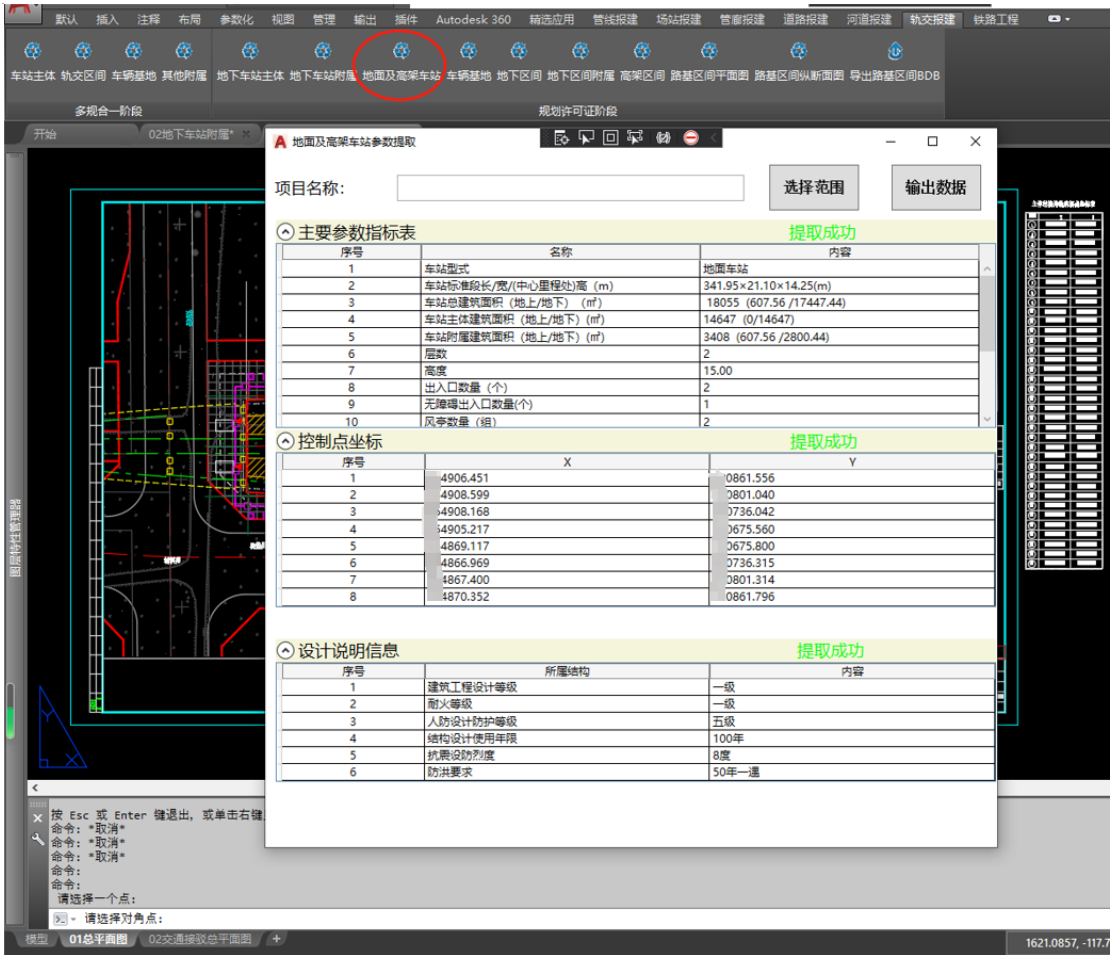 默认 插入 注释 布局 参数化 视图 管理 输出 插件 Autodesk 360 精选应用 管线报建 场站报建 管廊报建 道路报建 河道报建 轨交报建 铁路工程
车站主体 轨交区间 车辆基地 其他附属 地下车站主体 地下车站附属 地面及高架车站 车辆基地 地下区间 地下区间附属 高架区间 路基区间平面图 路基区间纵断面图 导出路基区间BDB
多规合一阶段 规划许可证阶段
开始 02地下车站附属*
地面及高架车站参数提取
项目名称: 选择范围 输出数据
主要参数指标表 提取成功
序号 名称 内容
1 车站型式 地面车站
2 车站标准段长/宽/(中心里程处)高（m） 341.95×21.10×14.25(m)
3 车站总建筑面积（地上/地下）（㎡） 18055 (607.56 /17447.44)
4 车站主体建筑面积（地上/地下）(㎡) 14647 (0/14647)
5 车站附属建筑面积（地上/地下）(㎡) 3408 (607.56 /2800.44)
6 层数 2
7 高度 15.00
8 出入口数量（个） 2
9 无障碍出入口数量(个) 1
10 风亭数量（组） 2
控制点坐标 提取成功
序号 X Y
1 4906.451 0861.556
2 4908.599 0801.040
3 4908.168 0736.042
4 4905.217 0675.560
5 4869.117 0675.800
6 4866.969 0736.315
7 4867.400 0801.314
8 4870.352 0861.796
设计说明信息 提取成功
序号 所属结构 内容
1 建筑工程设计等级 一级
2 耐火等级 一级
3 人防设计防护等级 五级
4 结构设计使用年限 100年
5 抗震设防烈度 8度
6 防洪要求 50年一遇
图层特性管理器
Y
X
按 Esc 或 Enter 键退出, 或单击右键
命令: *取消*
命令: *取消*
命令: *取消*
命令:
命令:
请选择一个点:
请选择对角点:
模型 01总平面图 02交通接驳总平面图 +
1621.0857, -117.7